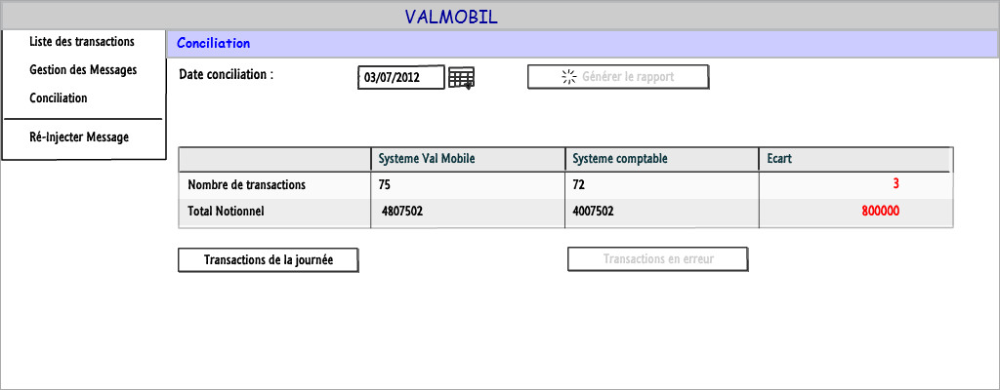 VALMOBIL
Liste des transactions
Gestion des Messages
Conciliation
Ré-Injecter Message
Conciliation
Date conciliation : 03/07/2012 Générer le rapport
Systeme Val Mobile Systeme comptable Ecart
Nombre de transactions 75 72 3
Total Notionnel 4807502 4007502 800000
Transactions de la journée Transactions en erreur